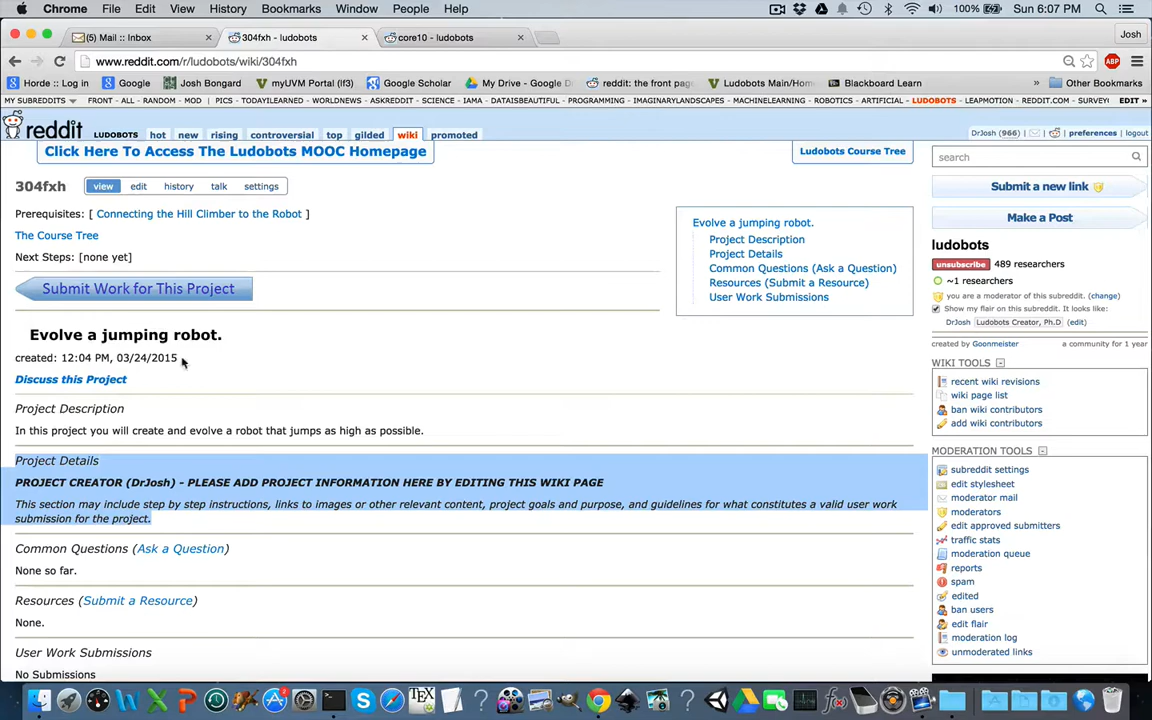 Chrome File Edit View History Bookmarks Window People Help 100% Sun 6:07 PM
(5) Mail :: Inbox 304fxh - ludobots core10 - ludobots Josh
www.reddit.com/r/ludobots/wiki/304fxh ABP
Horde :: Log in Google Josh Bongard myUVM Portal (lf3) Google Scholar My Drive - Google D reddit: the front page Ludobots Main/Home Blackboard Learn » Other Bookmarks
MY SUBREDDITS FRONT - ALL - RANDOM - MOD | PICS - TODAYILEARNED - WORLDNEWS - ASKREDDIT - SCIENCE - IAMA - DATAISBEAUTIFUL - PROGRAMMING - IMAGINARYLANDSCAPES - MACHINELEARNING - ROBOTICS - ARTIFICIAL - LUDOBOTS - LEAPMOTION - REDDIT.COM - SURVEY EDIT »
reddit LUDOBOTS hot new rising controversial top gilded wiki promoted DrJosh (966) | preferences | logout
Click Here To Access The Ludobots MOOC Homepage
Ludobots Course Tree
304fxh view edit history talk settings
Prerequisites: [ Connecting the Hill Climber to the Robot ]
The Course Tree
Next Steps: [none yet]
Submit Work for This Project
Evolve a jumping robot.
Project Description
Project Details
Common Questions (Ask a Question)
Resources (Submit a Resource)
User Work Submissions
Evolve a jumping robot.
created: 12:04 PM, 03/24/2015
Discuss this Project
Project Description
In this project you will create and evolve a robot that jumps as high as possible.
Project Details
PROJECT CREATOR (DrJosh) - PLEASE ADD PROJECT INFORMATION HERE BY EDITING THIS WIKI PAGE
This section may include step by step instructions, links to images or other relevant content, project goals and purpose, and guidelines for what constitutes a valid user work
submission for the project.
Common Questions (Ask a Question)
None so far.
Resources (Submit a Resource)
None.
User Work Submissions
No Submissions
search
Submit a new link
Make a Post
ludobots
unsubscribe 489 researchers
~1 researchers
you are a moderator of this subreddit. (change)
Show my flair on this subreddit. It looks like:
DrJosh Ludobots Creator, Ph.D (edit)
created by Goonmeister a community for 1 year
WIKI TOOLS
recent wiki revisions
wiki page list
ban wiki contributors
add wiki contributors
MODERATION TOOLS
subreddit settings
edit stylesheet
moderator mail
moderators
edit approved submitters
traffic stats
moderation queue
reports
spam
edited
ban users
edit flair
moderation log
unmoderated links